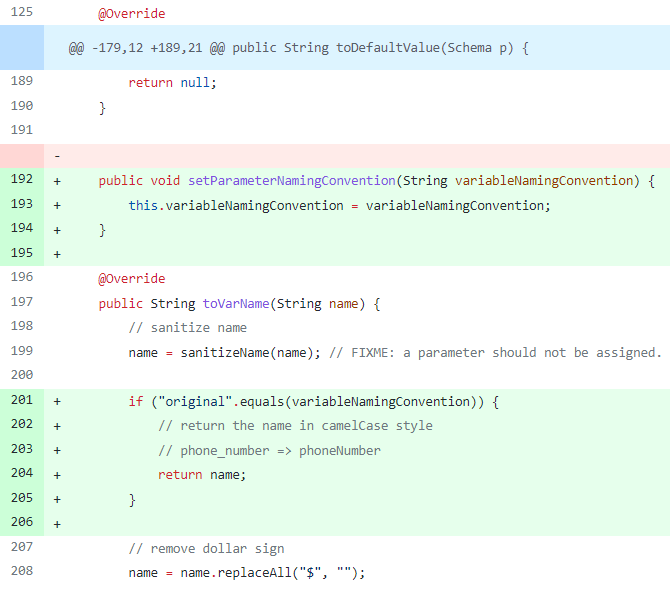 125 @Override
@@ -179,12 +189,21 @@ public String toDefaultValue(Schema p) {
189 return null;
190 }
191
-
192 + public void setParameterNamingConvention(String variableNamingConvention) {
193 + this.variableNamingConvention = variableNamingConvention;
194 + }
195 +
196 @Override
197 public String toVarName(String name) {
198 // sanitize name
199 name = sanitizeName(name); // FIXME: a parameter should not be assigned.
200
201 + if ("original".equals(variableNamingConvention)) {
202 + // return the name in camelCase style
203 + // phone_number => phoneNumber
204 + return name;
205 + }
206 +
207 // remove dollar sign
208 name = name.replaceAll("$", "");